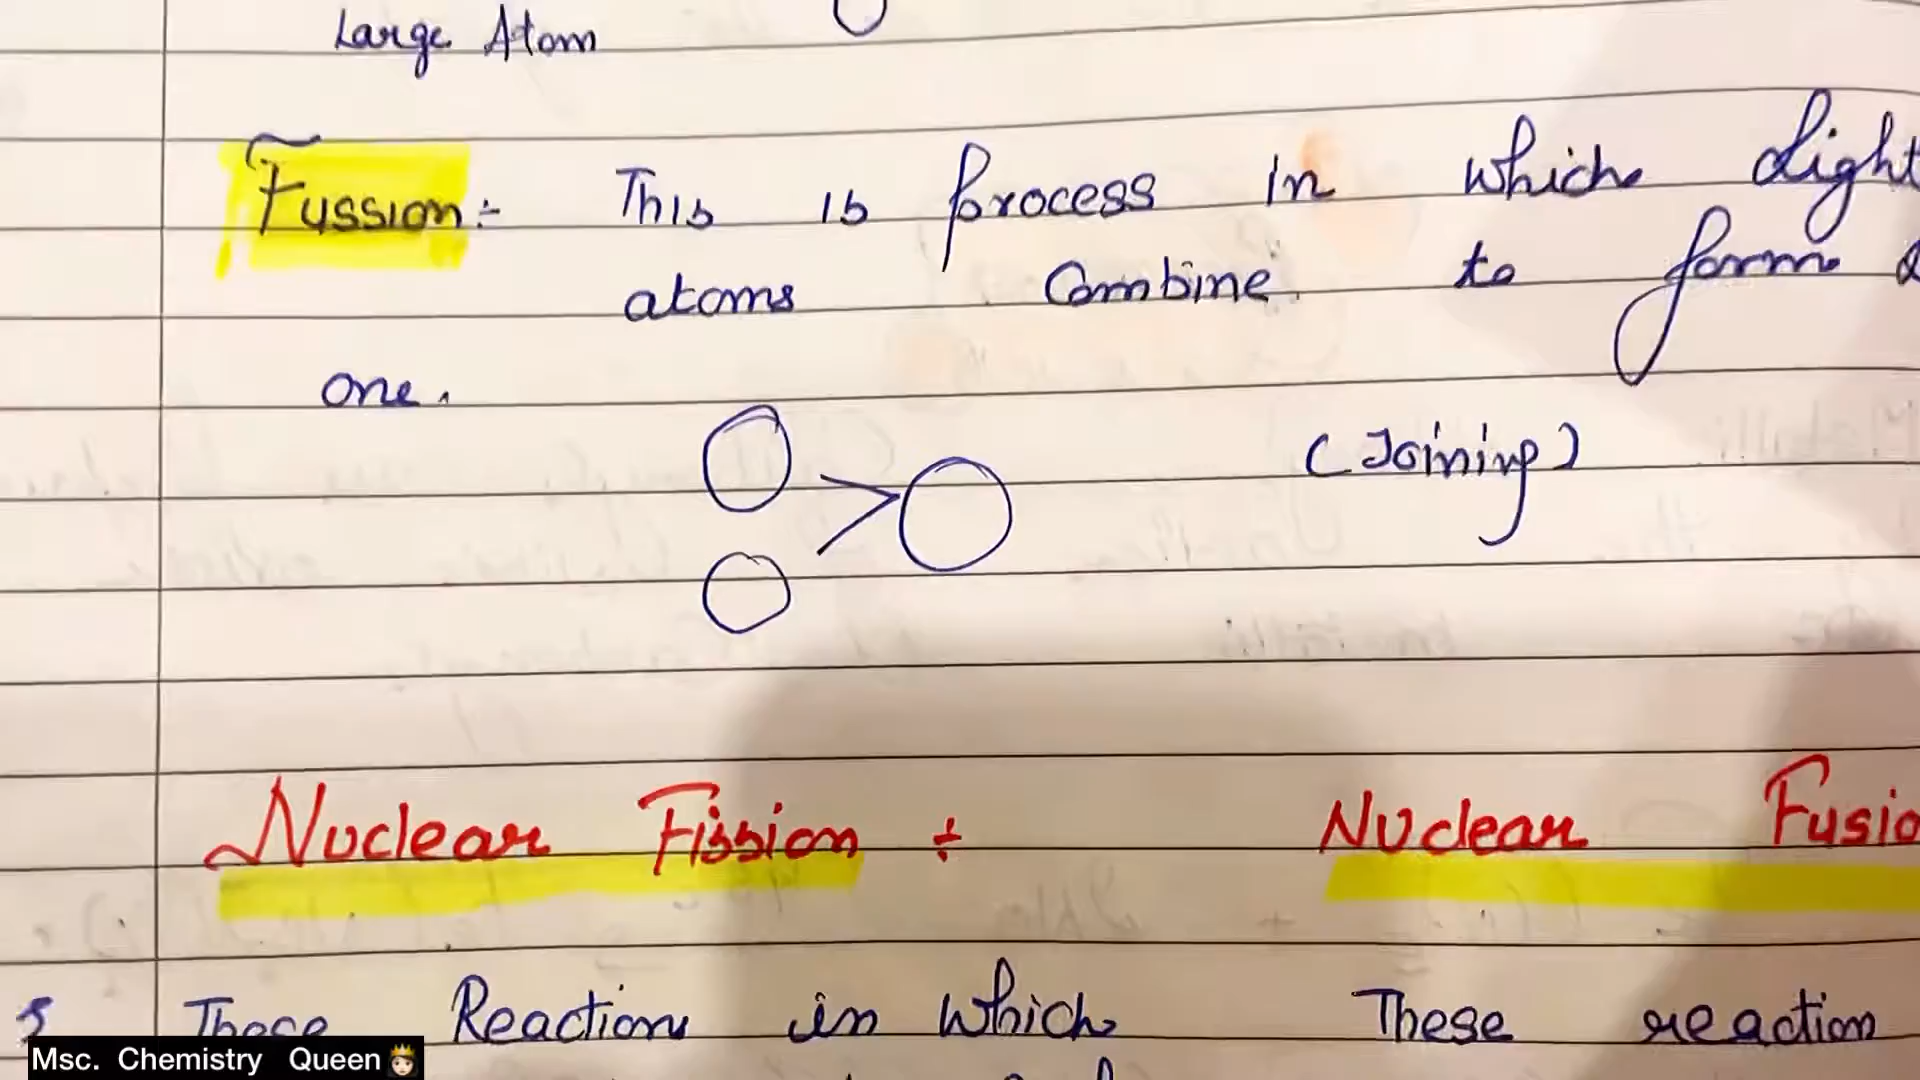 Large Atom
Fussion :- This is process in which Light
atoms Combine to form
one.
(Joining)
Nuclear Fission ÷ Nuclear Fusio
These Reactions in which These reaction
Msc. Chemistry Queen